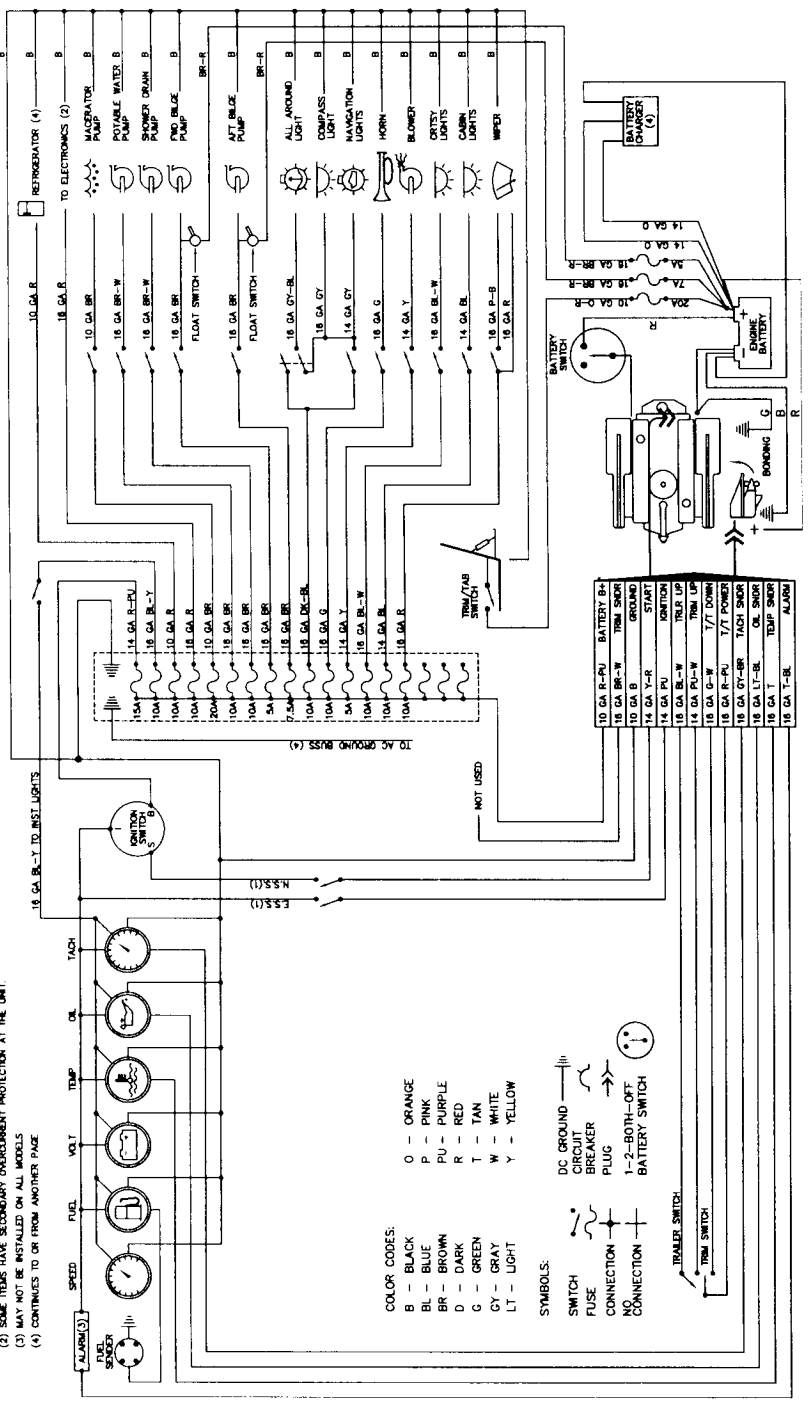 (2) SOME ITEMS HAVE SECONDARY OVERCURRENT PROTECTION AT THE UNIT.
(3) MAY NOT BE INSTALLED ON ALL MODELS
(4) CONTINUES TO OR FROM ANOTHER PAGE
ALARM(3)
FUEL SENDER
SPEED
FUEL
VOLT
TEMP
OIL
TACH
16 GA BL-Y TO INST LIGHTS
IGNITION SWITCH
I
S
B
E.S.S.(1)
N.S.S.(1)
COLOR CODES:
B - BLACK
BL - BLUE
BR - BROWN
D - DARK
G - GREEN
GY - GRAY
LT - LIGHT
O - ORANGE
P - PINK
PU - PURPLE
R - RED
T - TAN
W - WHITE
Y - YELLOW
SYMBOLS:
SWITCH
FUSE
CONNECTION
NO CONNECTION
DC GROUND
CIRCUIT BREAKER
PLUG
1-2-BOTH-OFF BATTERY SWITCH
TRAILER SWITCH
TRIM SWITCH
TO AC GROUND BUSS (4)
NOT USED
15A
10A
10A
10A
20A
10A
10A
5A
7.5A
10A
10A
5A
10A
10A
10A
14 GA R-PU
16 GA BL-Y
10 GA R
16 GA R
10 GA BR
16 GA BR
16 GA BR
16 GA BR
16 GA BR
16 GA DK-BL
16 GA G
14 GA Y
16 GA BL-W
14 GA BL
16 GA R
10 GA R
REFRIGERATOR (4)
B
16 GA R
TO ELECTRONICS (2)
B
10 GA BR
MACERATOR PUMP
B
16 GA BR-W
POTABLE WATER PUMP
B
16 GA BR-W
SHOWER DRAIN PUMP
B
16 GA BR
FWD BILGE PUMP
B
FLOAT SWITCH
BR-R
16 GA BR
AFT BILGE PUMP
B
FLOAT SWITCH
BR-R
16 GA GY-BL
ALL AROUND LIGHT
B
16 GA GY
COMPASS LIGHT
B
14 GA GY
NAVIGATION LIGHTS
B
16 GA G
HORN
B
14 GA Y
BLOWER
B
16 GA BL-W
CRTSY LIGHTS
B
14 GA BL
CABIN LIGHTS
B
16 GA P-B
16 GA R
WIPER
B
TRIM/TAB SWITCH
10 GA R-PU BATTERY B+
16 GA BR-W TRIM SNDR
10 GA B GROUND
14 GA Y-R START
14 GA PU IGNITION
16 GA BL-W TRLR UP
14 GA PU-W TRIM UP
16 GA G-W T/T DOWN
16 GA R-PU T/T POWER
16 GA GY-BR TACH SNDR
16 GA LT-BL OIL SNDR
16 GA T TEMP SNDR
16 GA T-BL ALARM
BATTERY SWITCH
R
20A
10 GA O-R
7A
16 GA BR-R
5A
16 GA BR-R
14 GA O
14 GA O
BATTERY CHARGER (4)
ENGINE BATTERY
-
+
BONDING
G
B
R
+